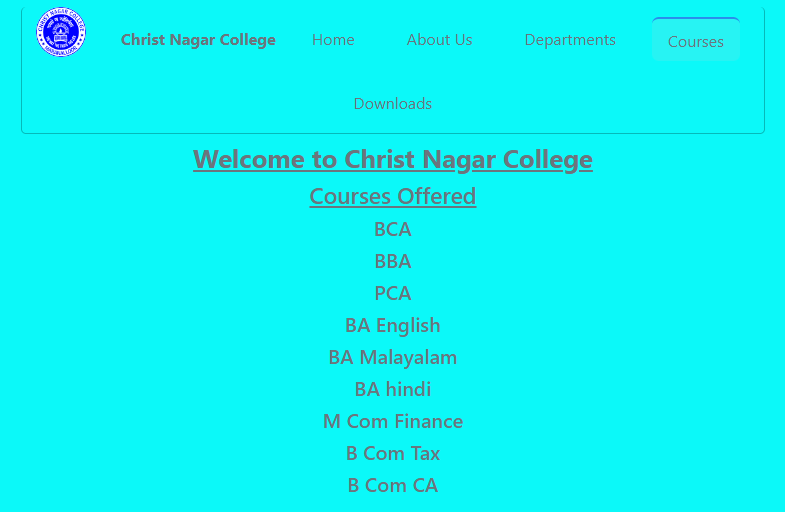 Christ Nagar College Home About Us Departments Courses
Downloads
Welcome to Christ Nagar College
Courses Offered
BCA
BBA
PCA
BA English
BA Malayalam
BA hindi
M Com Finance
B Com Tax
B Com CA